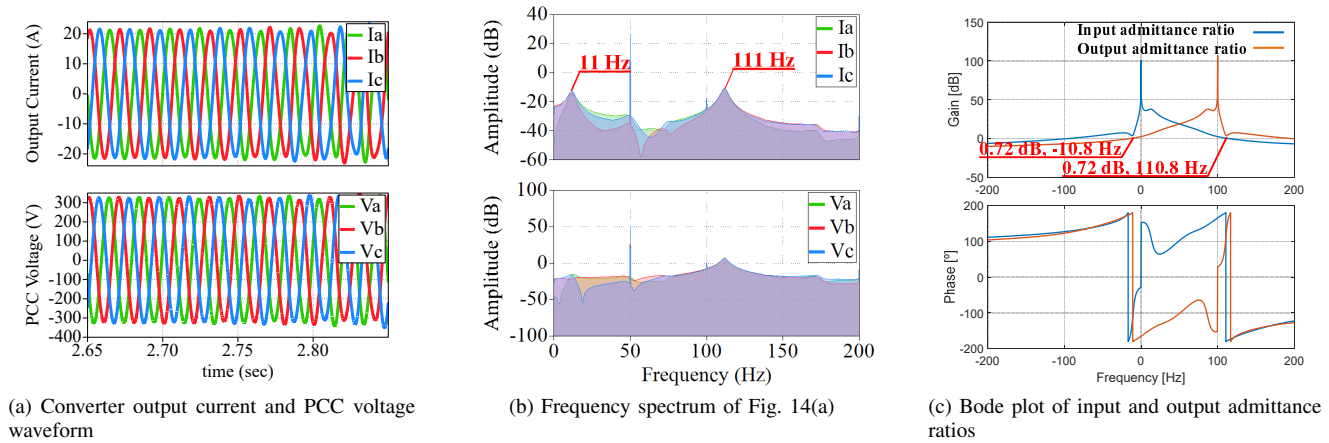 Output Current (A)
20
10
0
-10
-20
Ia
Ib
Ic
PCC Voltage (V)
300
200
100
0
-100
-200
-300
-400
Va
Vb
Vc
2.65
2.70
2.75
2.80
time (sec)
(a) Converter output current and PCC voltage
waveform
Amplitude (dB)
40
20
0
-20
-40
-60
11 Hz
111 Hz
Ia
Ib
Ic
Amplitude (dB)
100
50
0
-50
-100
Va
Vb
Vc
0
50
100
150
200
Frequency (Hz)
(b) Frequency spectrum of Fig. 14(a)
Gain [dB]
150
100
50
0
-50
Input admittance ratio
Output admittance ratio
0.72 dB, -10.8 Hz
0.72 dB, 110.8 Hz
-200
-100
0
100
200
Phase [º]
200
100
0
-100
-200
-200
-100
0
100
200
Frequency [Hz]
(c) Bode plot of input and output admittance
ratios